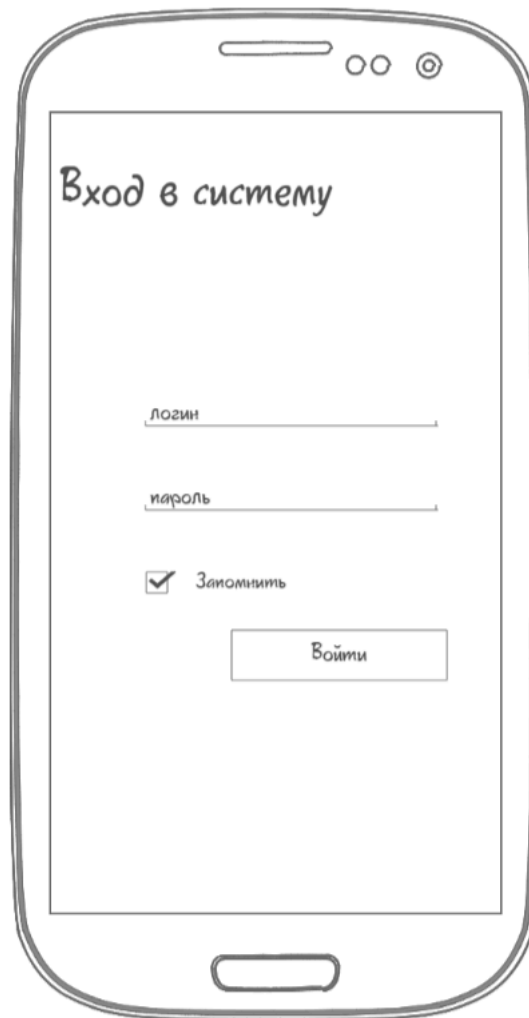 Вход в систему
логин
пароль
Запомнить
Войти